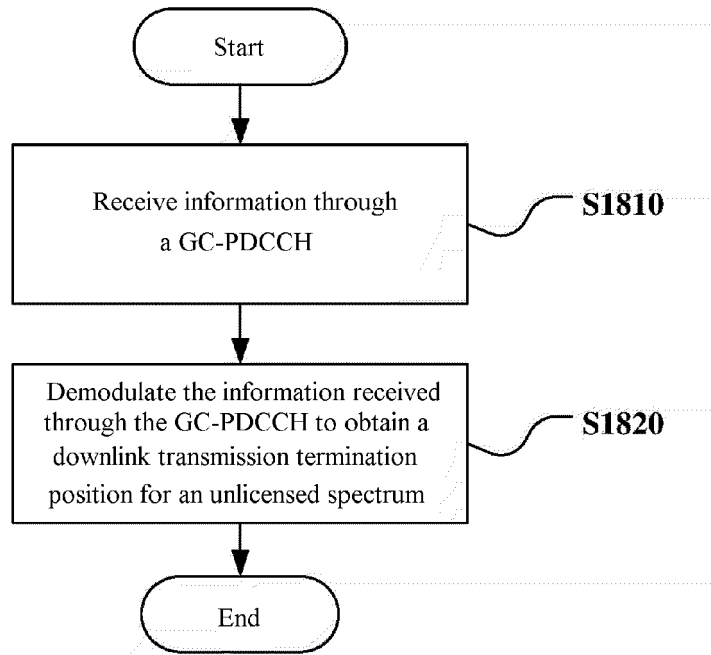 Start
Receive information through
a GC-PDCCH
S1810
Demodulate the information received
through the GC-PDCCH to obtain a
downlink transmission termination
position for an unlicensed spectrum
S1820
End